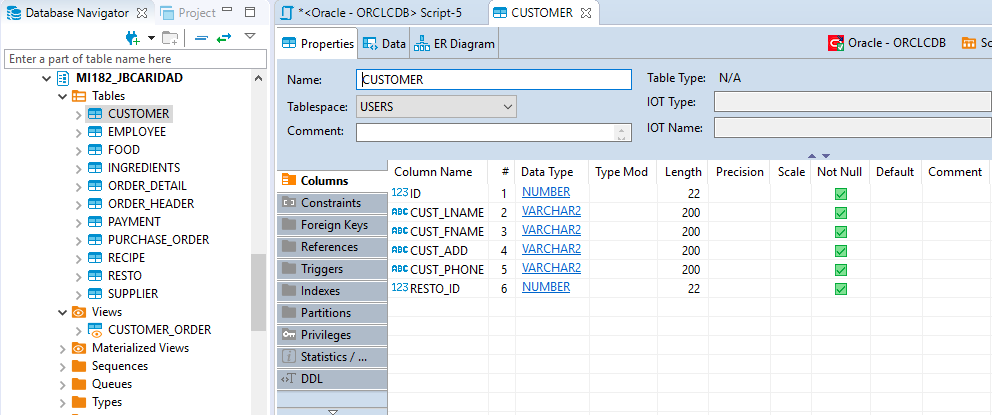 Database Navigator
Project
Enter a part of table name here
MI182_JBCARIDAD
Tables
CUSTOMER
EMPLOYEE
FOOD
INGREDIENTS
ORDER_DETAIL
ORDER_HEADER
PAYMENT
PURCHASE_ORDER
RECIPE
RESTO
SUPPLIER
Views
CUSTOMER_ORDER
Materialized Views
Sequences
Queues
Types
*<Oracle - ORCLCDB> Script-5
CUSTOMER
Properties
Data
ER Diagram
Oracle - ORCLCDB
Name: CUSTOMER
Tablespace: USERS
Comment:
Table Type: N/A
IOT Type:
IOT Name:
Columns
Constraints
Foreign Keys
References
Triggers
Indexes
Partitions
Privileges
Statistics / ...
DDL
Column Name # Data Type Type Mod Length Precision Scale Not Null Default Comment
123 ID 1 NUMBER 22
ABC CUST_LNAME 2 VARCHAR2 200
ABC CUST_FNAME 3 VARCHAR2 200
ABC CUST_ADD 4 VARCHAR2 200
ABC CUST_PHONE 5 VARCHAR2 200
123 RESTO_ID 6 NUMBER 22